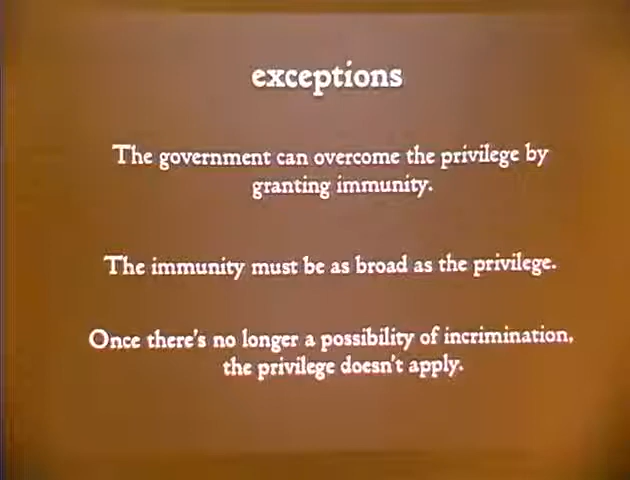 exceptions
The government can overcome the privilege by
granting immunity.
The immunity must be as broad as the privilege.
Once there's no longer a possibility of incrimination,
the privilege doesn't apply.